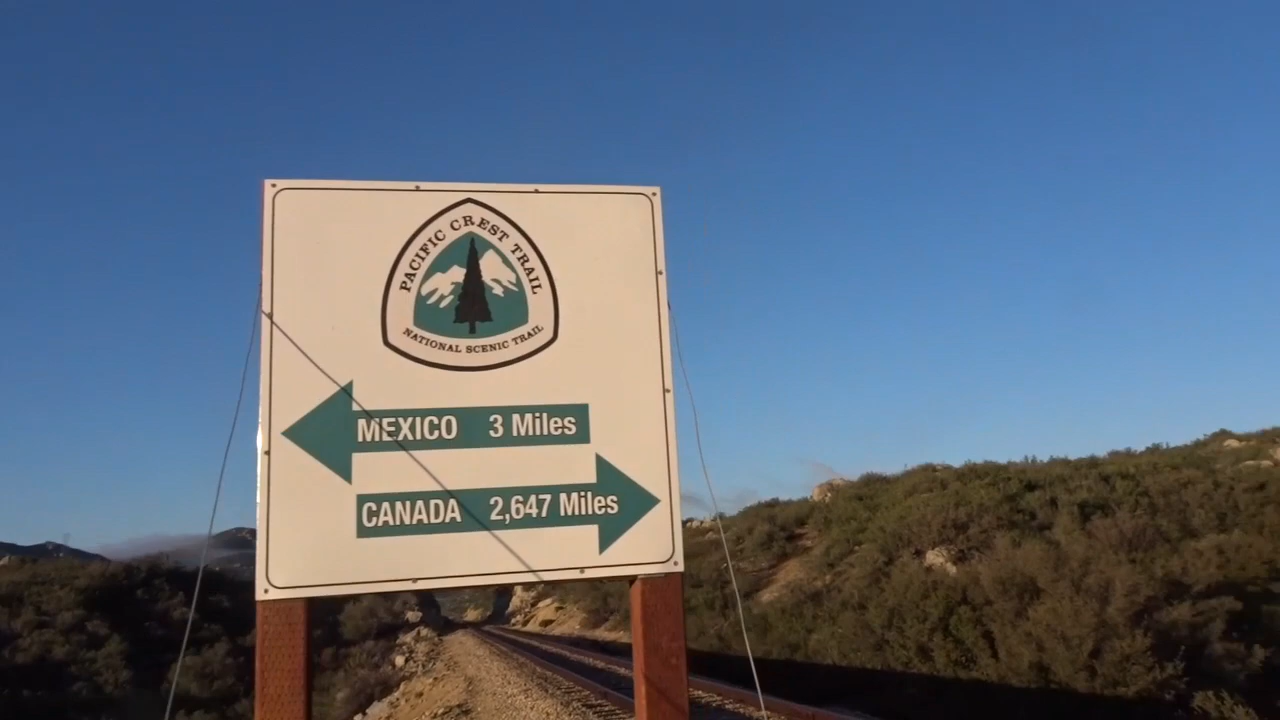 PACIFIC CREST TRAIL
NATIONAL SCENIC TRAIL
MEXICO 3 Miles
CANADA 2,647 Miles